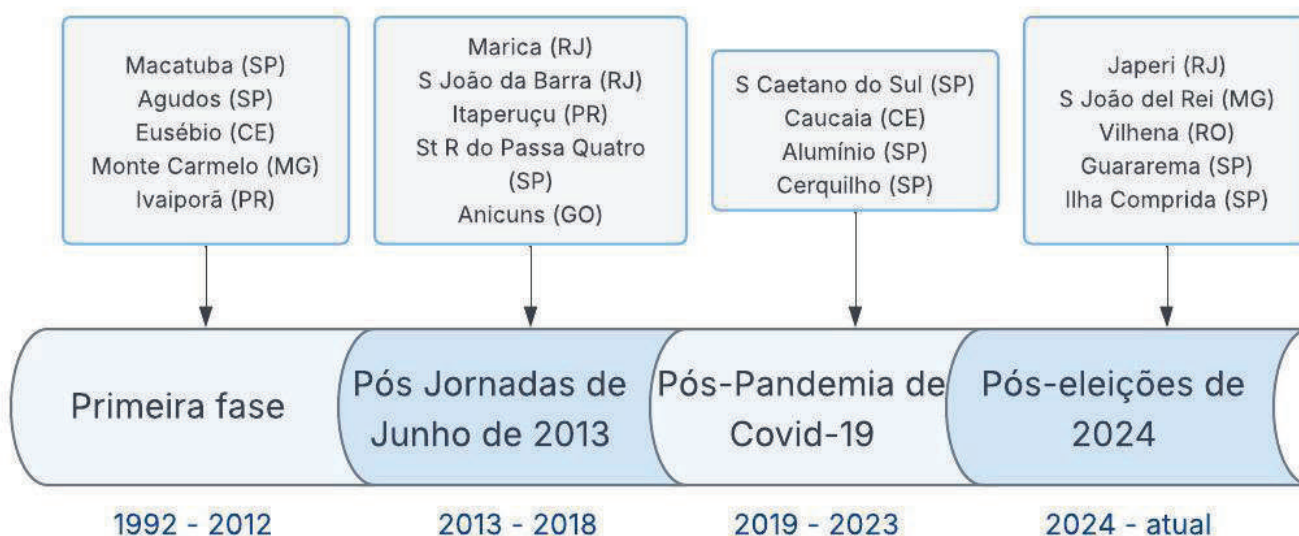 Macatuba (SP)
Agudos (SP)
Eusébio (CE)
Monte Carmelo (MG)
Ivaiporã (PR)
Marica (RJ)
S João da Barra (RJ)
Itaperuçu (PR)
St R do Passa Quatro
(SP)
Anicuns (GO)
S Caetano do Sul (SP)
Caucaia (CE)
Alumínio (SP)
Cerquilho (SP)
Japeri (RJ)
S João del Rei (MG)
Vilhena (RO)
Guararema (SP)
Ilha Comprida (SP)
Primeira fase
Pós Jornadas de
Junho de 2013
Pós-Pandemia de
Covid-19
Pós-eleições de
2024
1992 - 2012
2013 - 2018
2019 - 2023
2024 - atual